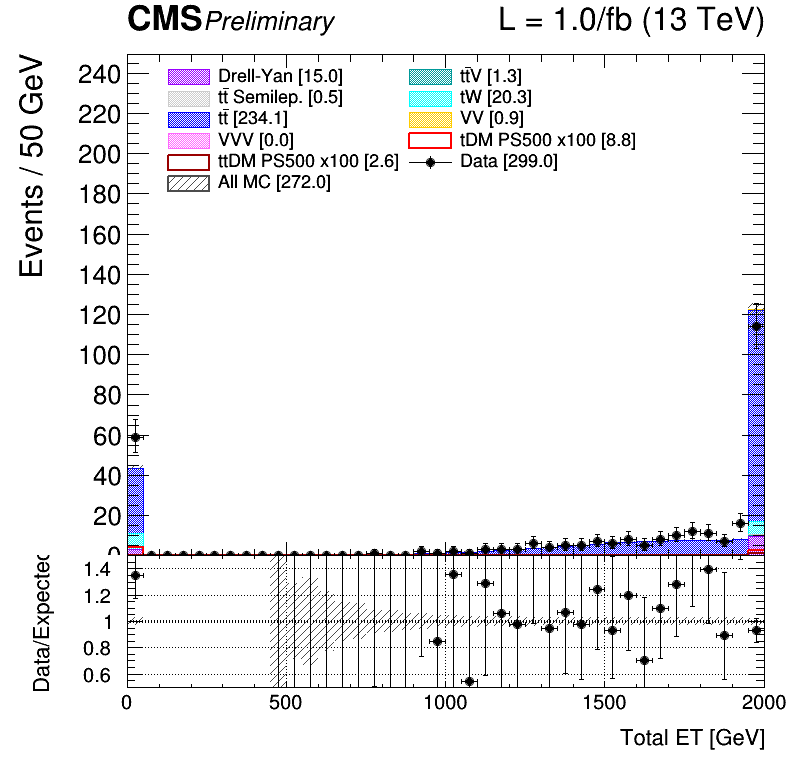 CMS Preliminary L = 1.0/fb (13 TeV)
Events / 50 GeV
240
220
200
180
160
140
120
100
80
60
40
20
0
Drell-Yan [15.0]
tt̄V [1.3]
tt̄ Semilep. [0.5]
tW [20.3]
tt̄ [234.1]
VV [0.9]
VVV [0.0]
tDM PS500 x100 [8.8]
ttDM PS500 x100 [2.6]
Data [299.0]
All MC [272.0]
Data/Expected
1.4
1.2
1
0.8
0.6
0 500 1000 1500 2000
Total ET [GeV]